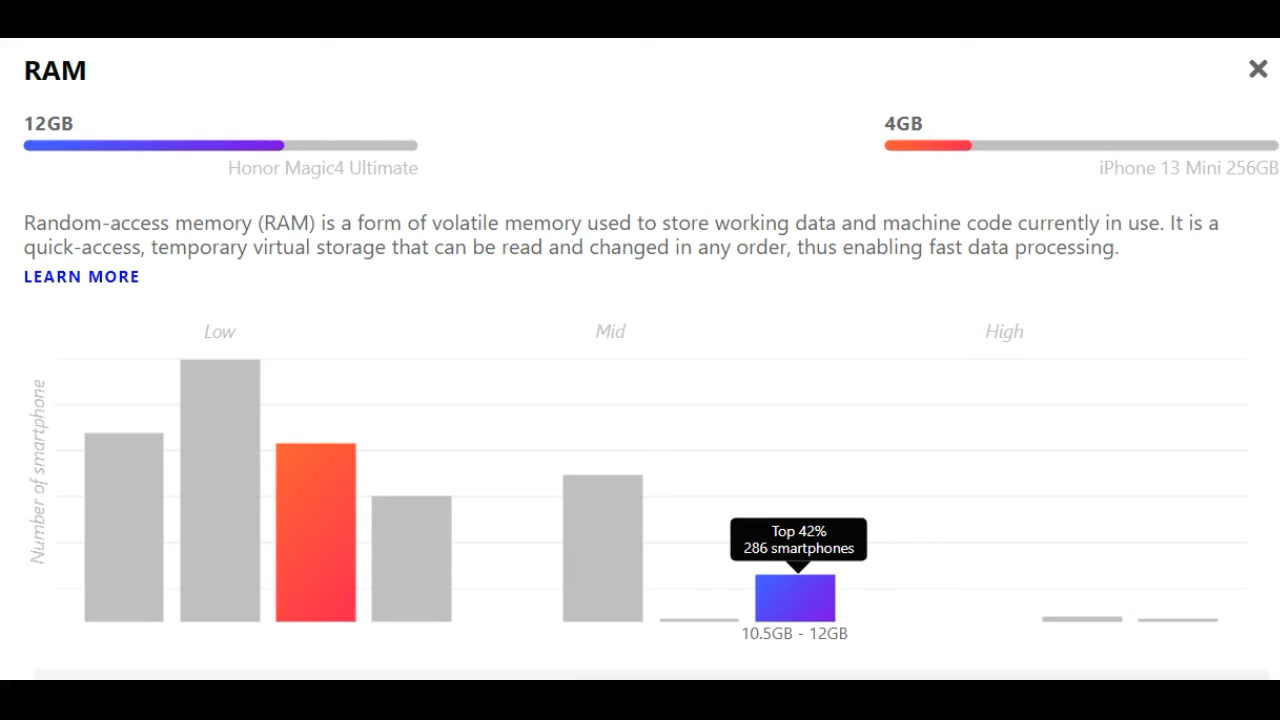 RAM
12GB
Honor Magic4 Ultimate
4GB
iPhone 13 Mini 256GB
Random-access memory (RAM) is a form of volatile memory used to store working data and machine code currently in use. It is a
quick-access, temporary virtual storage that can be read and changed in any order, thus enabling fast data processing.
LEARN MORE
Low
Mid
High
Number of smartphone
Top 42%
286 smartphones
10.5GB - 12GB